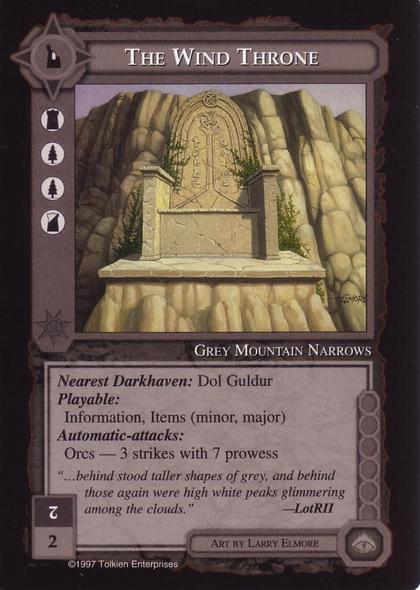 THE WIND THRONE
ELMORE
GREY MOUNTAIN NARROWS
Nearest Darkhaven: Dol Guldur
Playable:
Information, Items (minor, major)
Automatic-attacks:
Orcs — 3 strikes with 7 prowess
“...behind stood taller shapes of grey, and behind
those again were high white peaks glimmering
among the clouds.” —LotRII
2
2
ART BY LARRY ELMORE
©1997 Tolkien Enterprises